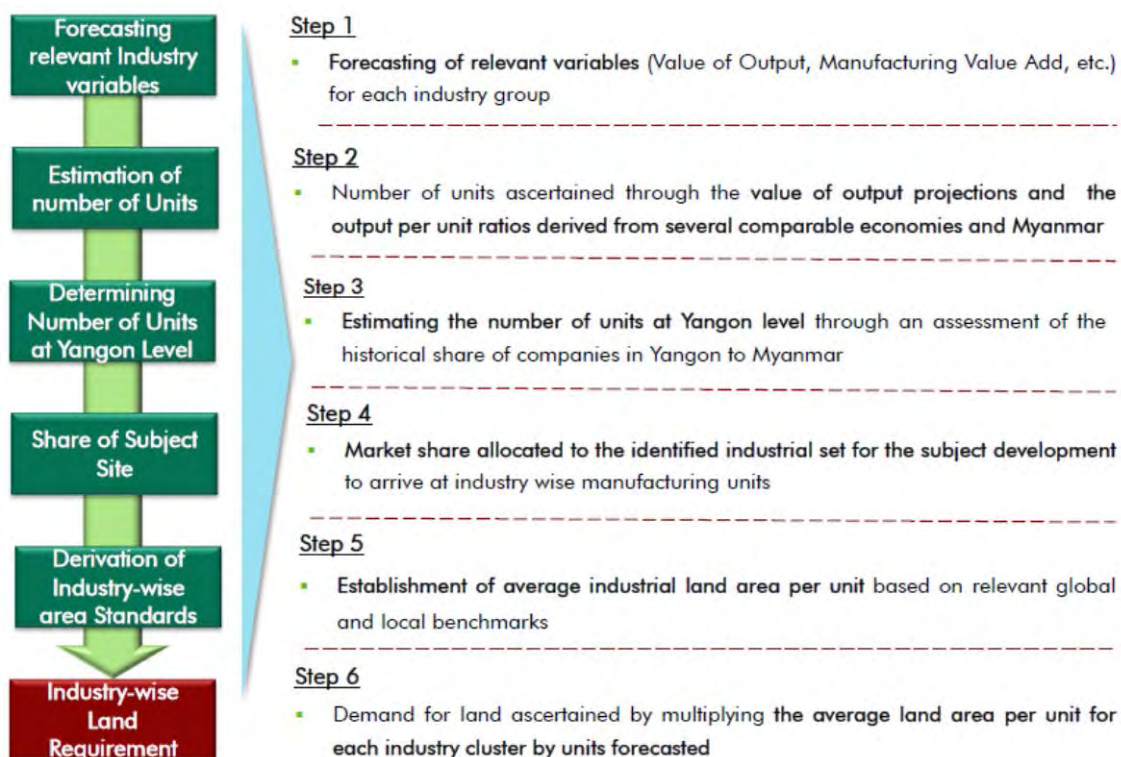 Forecasting
relevant Industry
variables
Estimation of
number of Units
Determining
Number of Units
at Yangon Level
Share of Subject
Site
Derivation of
Industry-wise
area Standards
Industry-wise
Land
Requirement
Step 1
▪ Forecasting of relevant variables (Value of Output, Manufacturing Value Add, etc.)
for each industry group
Step 2
▪ Number of units ascertained through the value of output projections and the
output per unit ratios derived from several comparable economies and Myanmar
Step 3
▪ Estimating the number of units at Yangon level through an assessment of the
historical share of companies in Yangon to Myanmar
Step 4
▪ Market share allocated to the identified industrial set for the subject development
to arrive at industry wise manufacturing units
Step 5
▪ Establishment of average industrial land area per unit based on relevant global
and local benchmarks
Step 6
▪ Demand for land ascertained by multiplying the average land area per unit for
each industry cluster by units forecasted